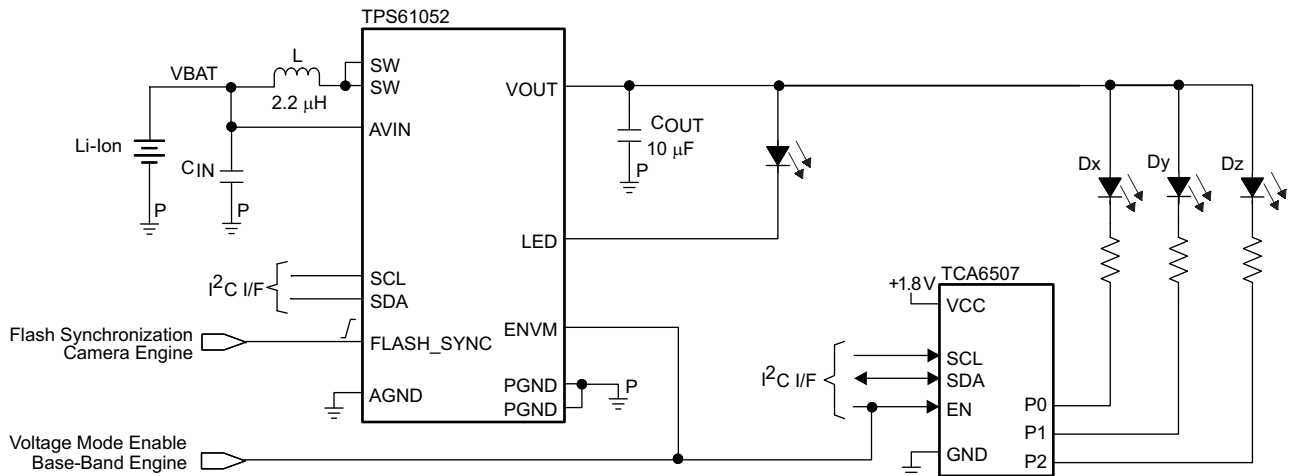 TPS61052
L
VBAT
2.2 μH
SW
SW
AVIN
VOUT
Li-Ion
CIN
P
P
COUT
10 μF
P
Dx
Dy
Dz
LED
I²C I/F
SCL
SDA
Flash Synchronization
Camera Engine
FLASH_SYNC
ENVM
AGND
PGND
PGND
P
TCA6507
+1.8 V
VCC
I²C I/F
SCL
SDA
EN
GND
P0
P1
P2
Voltage Mode Enable
Base-Band Engine